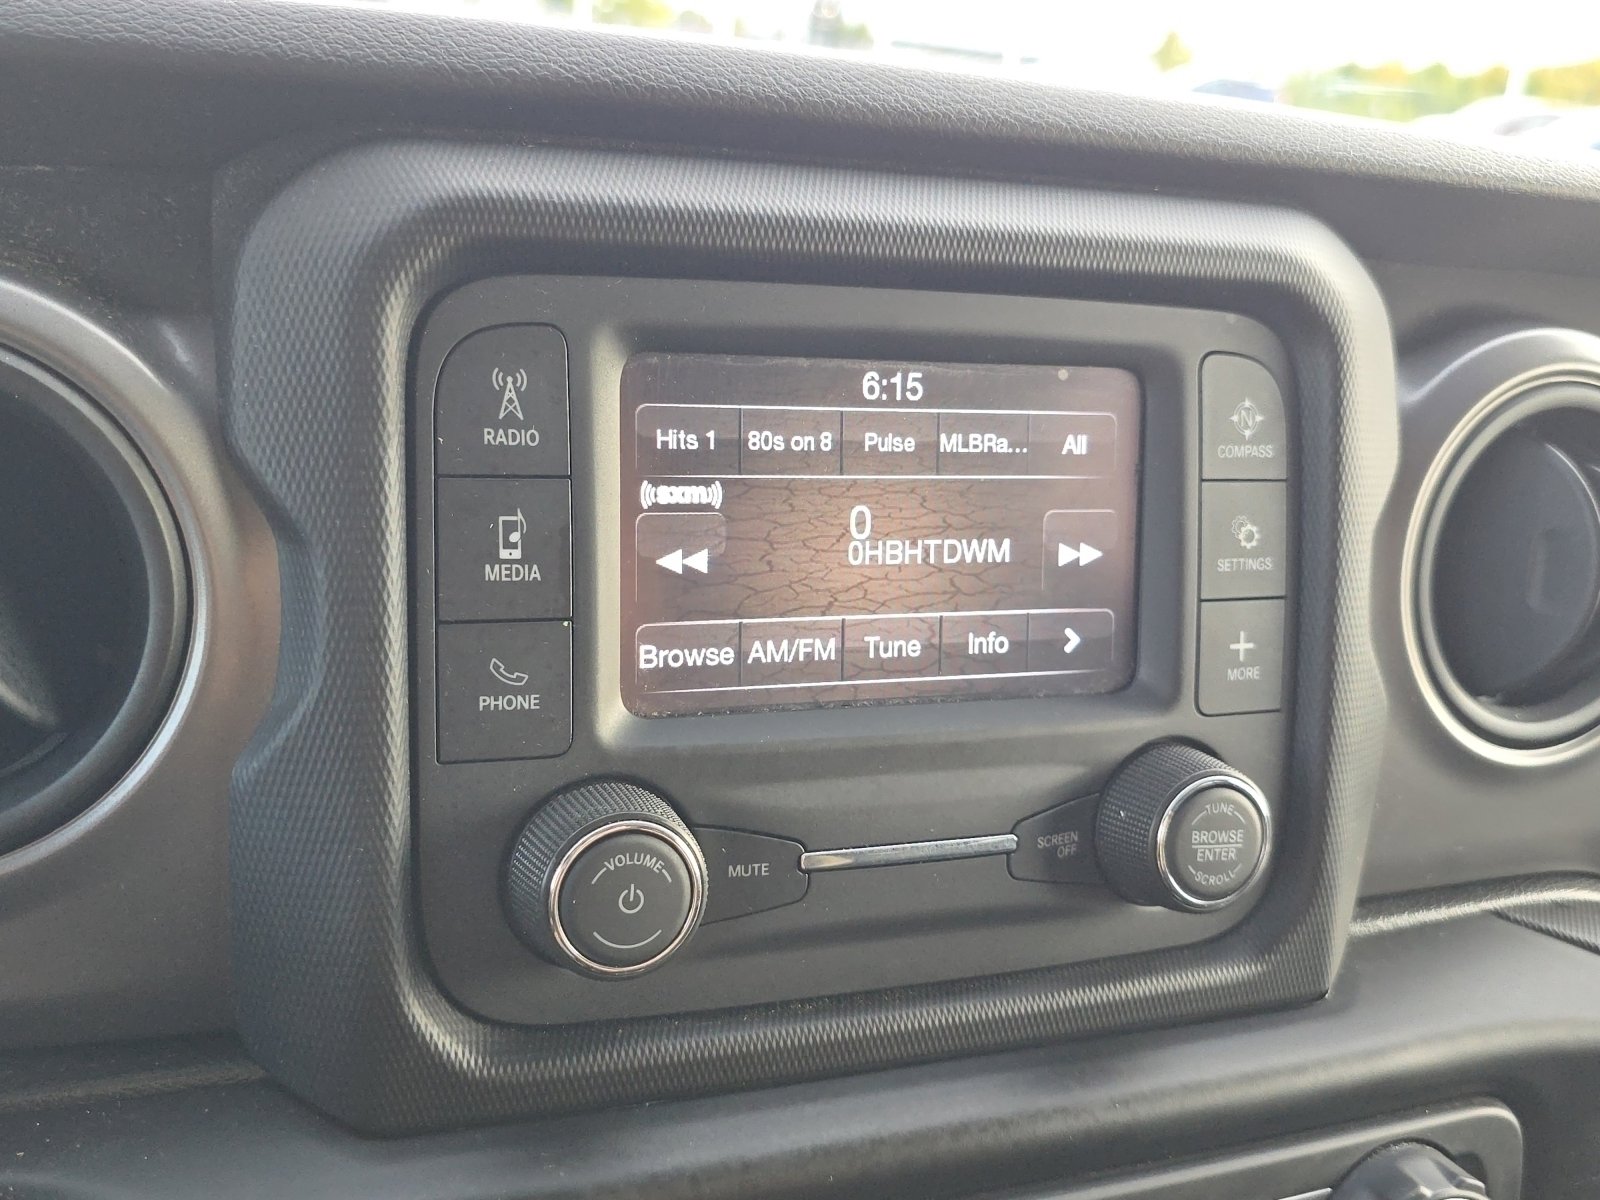 6:15
Hits 1 80s on 8 Pulse MLBRa... All
((sxm))
0
0HBHTDWM
Browse AM/FM Tune Info
RADIO
MEDIA
PHONE
N
COMPASS
SETTINGS
MORE
VOLUME
MUTE
SCREEN
OFF
TUNE
BROWSE
ENTER
SCROLL